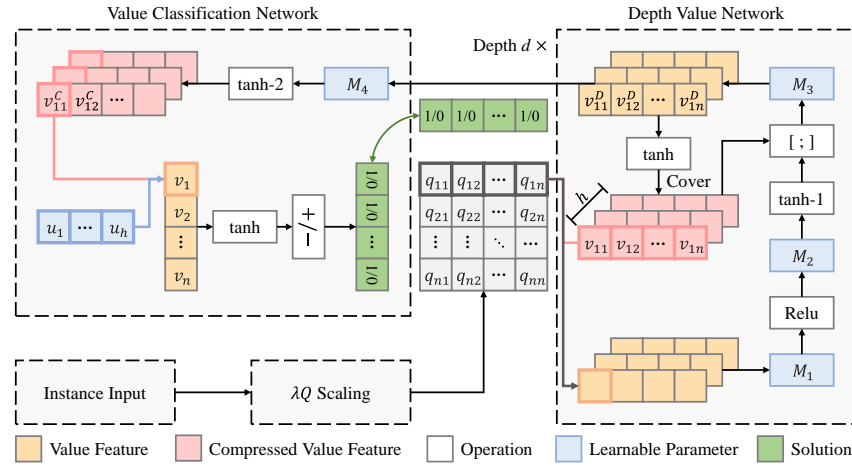 Value Classification Network
Depth d ×
Depth Value Network
v^C_11 v^C_12 ···
tanh-2
M_4
v^D_11 v^D_12 ··· v^D_1n
M_3
1/0 1/0 ··· 1/0
tanh
[ ; ]
Cover
v_1
v_2
⋮
v_n
u_1 ··· u_h
tanh
+/−
1/0
1/0
···
1/0
q_11 q_12 ··· q_1n
q_21 q_22 ··· q_2n
⋮ ⋮ ⋱ ⋮
q_n1 q_n2 ··· q_nn
h
v_11 v_12 ··· v_1n
tanh-1
M_2
Relu
M_1
Instance Input
λQ Scaling
Value Feature
Compressed Value Feature
Operation
Learnable Parameter
Solution